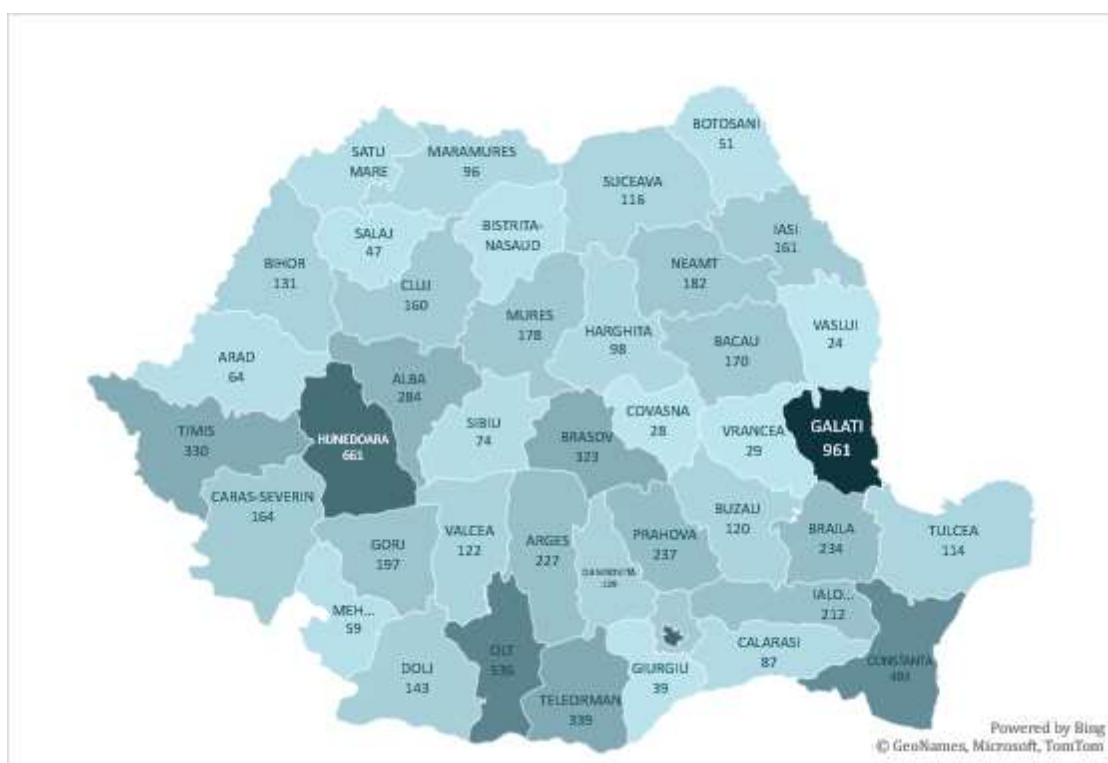 BOTOSANI
51
SATU
MARE
MARAMURES
96
SUCEAVA
116
BISTRITA-
NASAUD
SALAJ
47
IASI
161
BIHOR
131
CLUJ
160
NEAMT
182
MURES
178
HARGHITA
98
BACAU
170
VASLUI
24
ARAD
64
ALBA
284
SIBIU
74
COVASNA
28
VRANCEA
29
GALATI
961
TIMIS
330
HUNEDOARA
661
BRASOV
323
CARAS-SEVERIN
164
GORJ
197
VALCEA
122
ARGES
227
PRAHOVA
237
BUZAU
120
BRAILA
234
TULCEA
114
MEH...
59
IALO...
212
DOLJ
143
OLT
536
TELEORMAN
339
GIURGIU
39
CALARASI
87
CONSTANTA
Powered by Bing
© GeoNames, Microsoft, TomTom